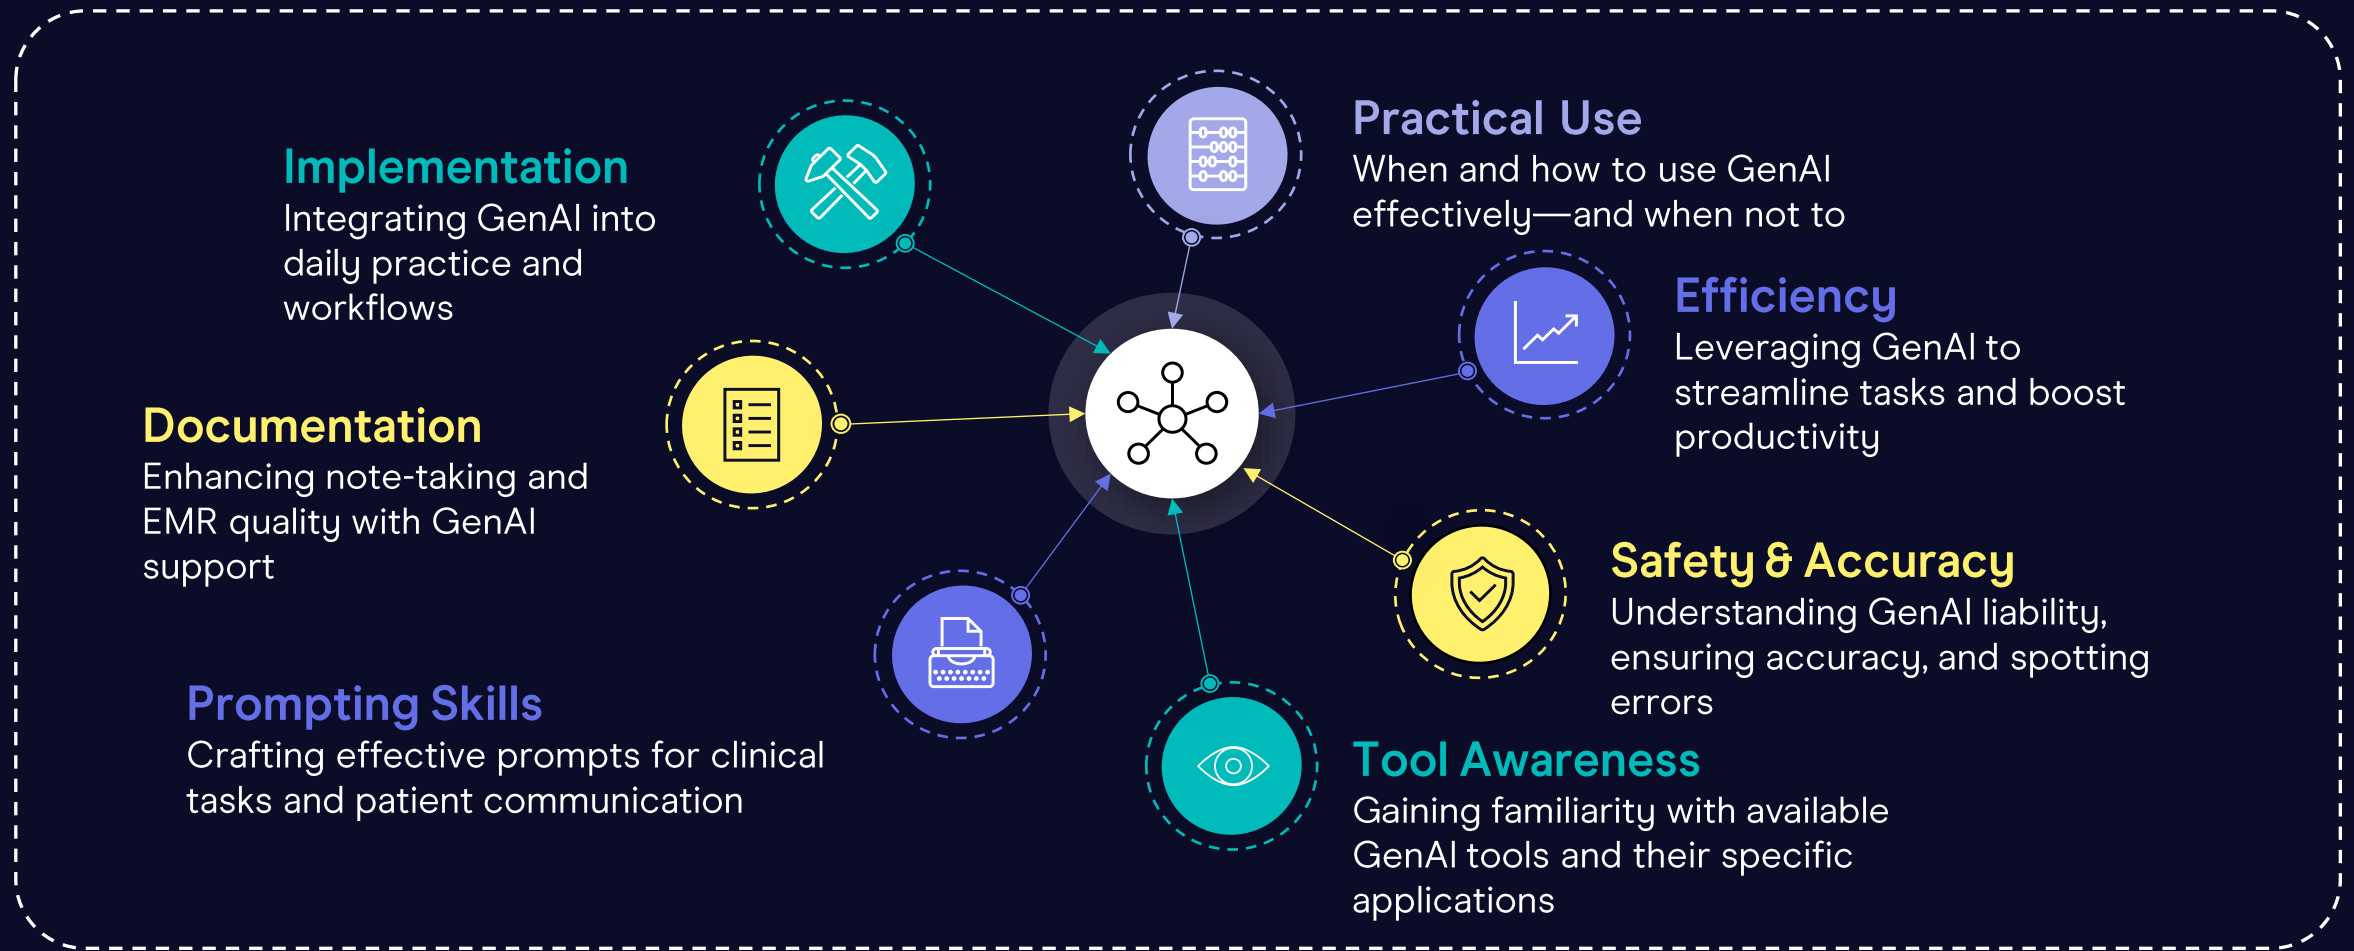 Implementation
Integrating GenAI into
daily practice and
workflows
Documentation
Enhancing note-taking and
EMR quality with GenAI
support
Prompting Skills
Crafting effective prompts for clinical
tasks and patient communication
Practical Use
When and how to use GenAI
effectively—and when not to
Efficiency
Leveraging GenAI to
streamline tasks and boost
productivity
Safety & Accuracy
Understanding GenAI liability,
ensuring accuracy, and spotting
errors
Tool Awareness
Gaining familiarity with available
GenAI tools and their specific
applications